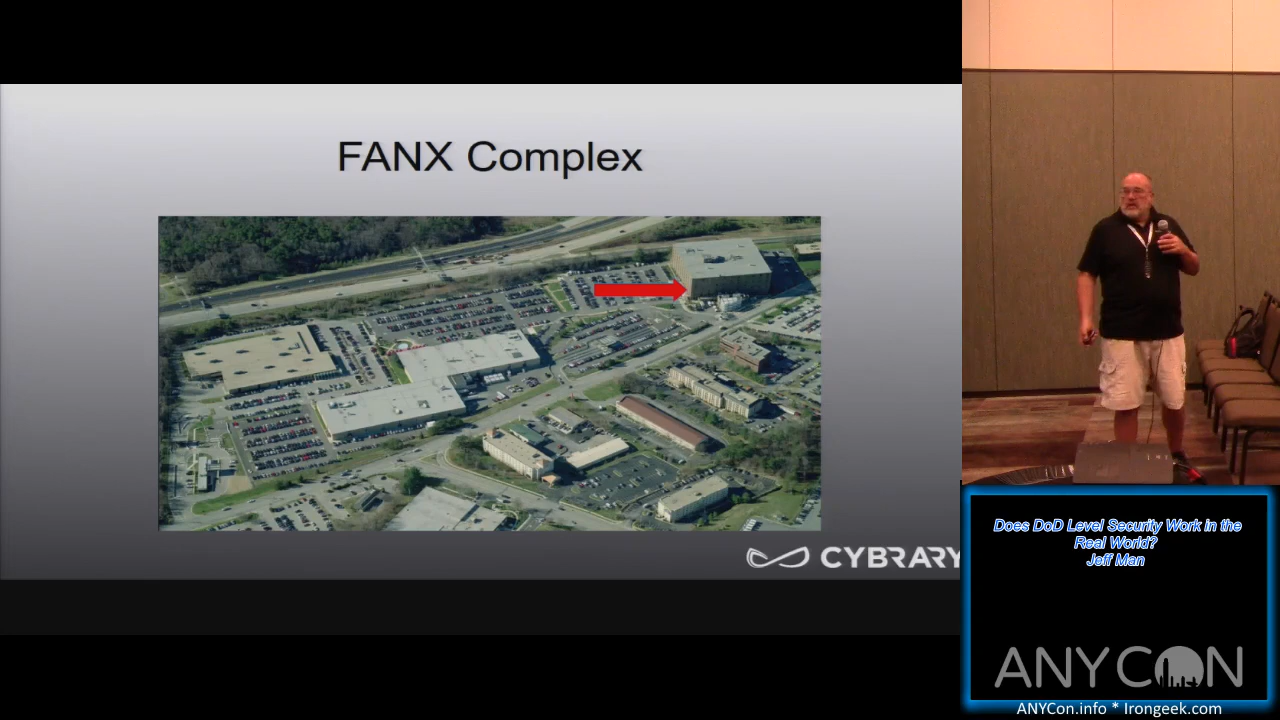 FANX Complex
CYBRARY
Does DoD Level Security Work in the
Real World?
Jeff Man
ANYCON
ANYCon.info * Irongeek.com